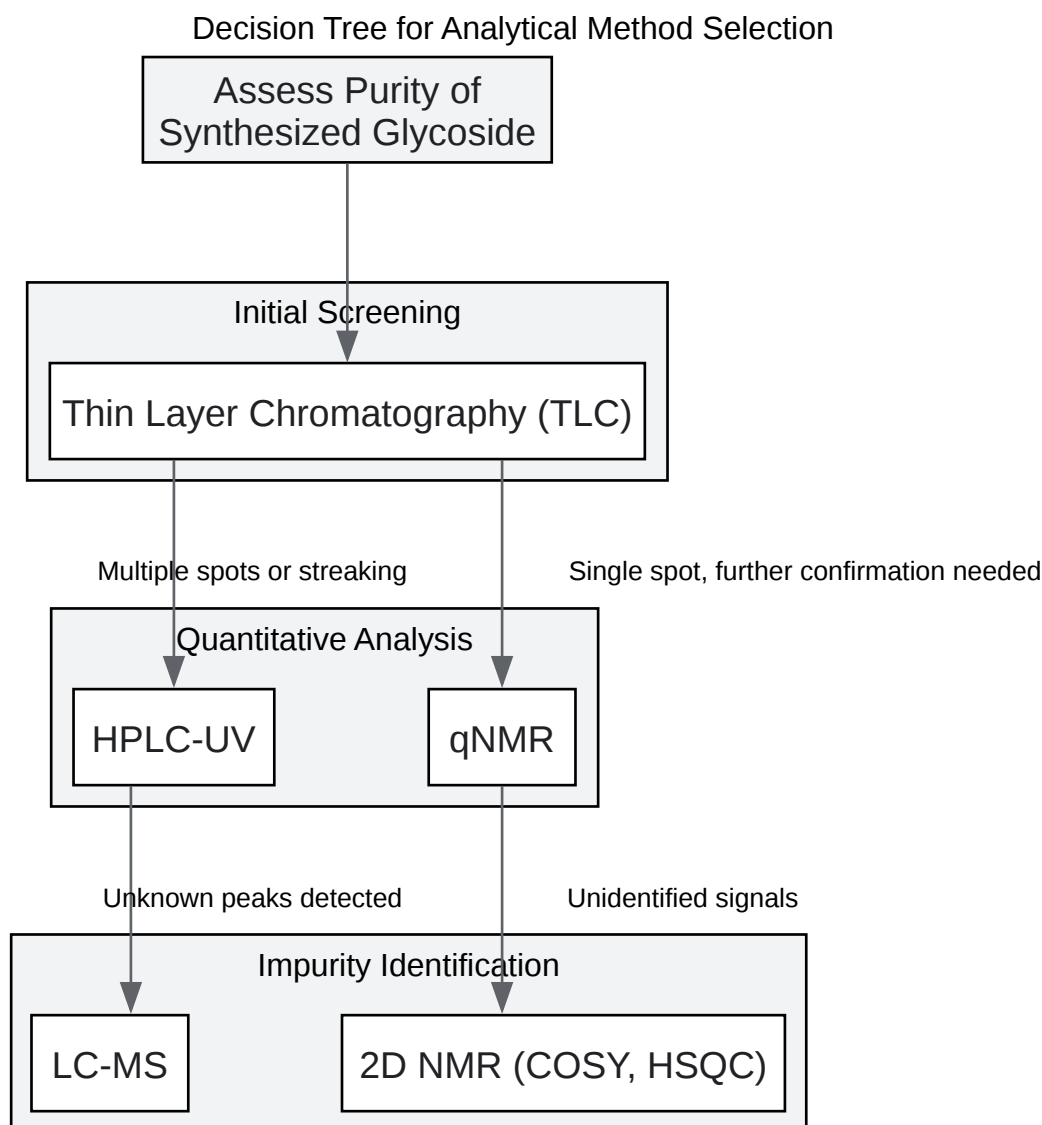 Decision Tree for Analytical Method Selection
Assess Purity of
Synthesized Glycoside
Initial Screening
Thin Layer Chromatography (TLC)
Multiple spots or streaking
Single spot, further confirmation needed
Quantitative Analysis
HPLC-UV
qNMR
Unknown peaks detected
Unidentified signals
Impurity Identification
LC-MS
2D NMR (COSY, HSQC)